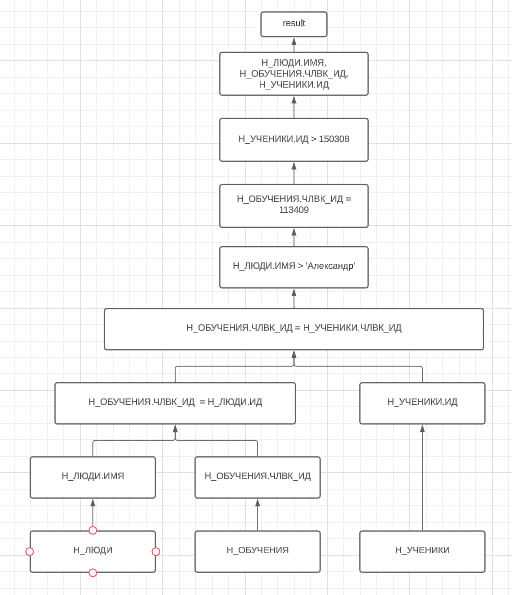 result
Н_ЛЮДИ.ИМЯ,
Н_ОБУЧЕНИЯ.ЧЛВК_ИД,
Н_УЧЕНИКИ.ИД
Н_УЧЕНИКИ.ИД > 150308
Н_ОБУЧЕНИЯ.ЧЛВК_ИД =
113409
Н_ЛЮДИ.ИМЯ > 'Александр'
Н_ОБУЧЕНИЯ.ЧЛВК_ИД = Н_УЧЕНИКИ.ЧЛВК_ИД
Н_ОБУЧЕНИЯ.ЧЛВК_ИД = Н_ЛЮДИ.ИД
Н_УЧЕНИКИ.ИД
Н_ЛЮДИ.ИМЯ
Н_ОБУЧЕНИЯ.ЧЛВК_ИД
Н_ЛЮДИ
Н_ОБУЧЕНИЯ
Н_УЧЕНИКИ